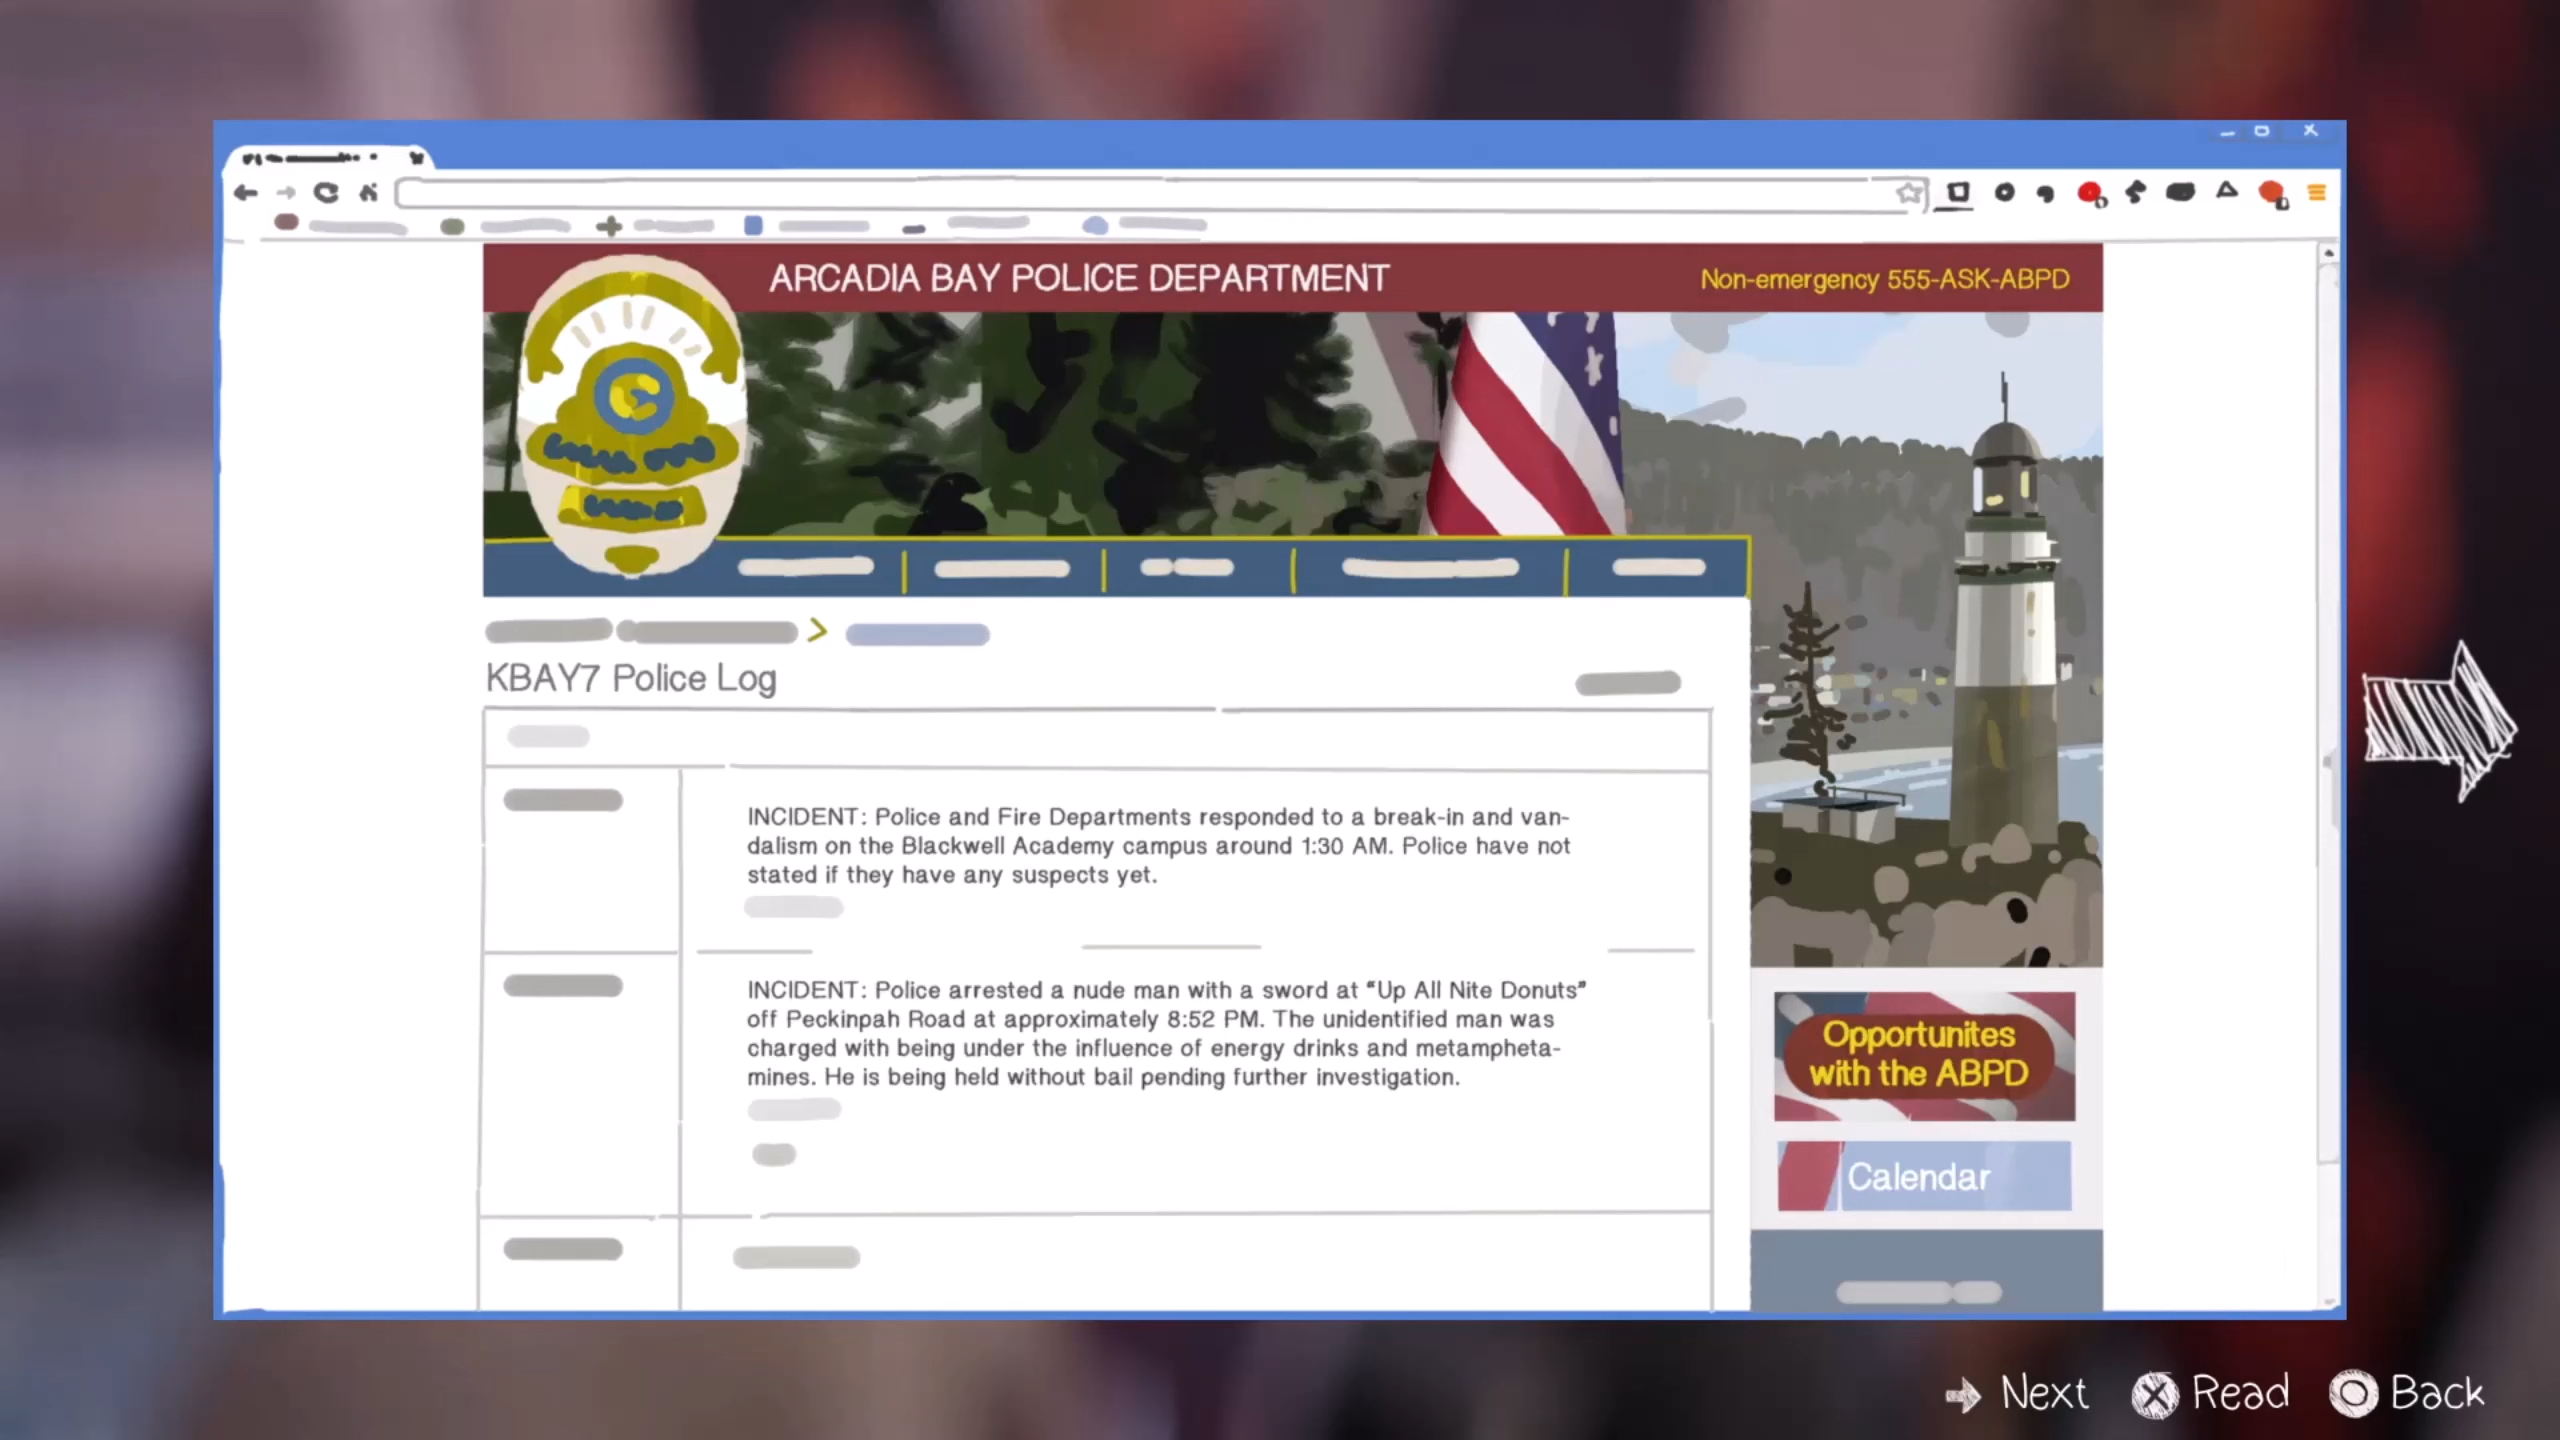 ARCADIA BAY POLICE DEPARTMENT
Non-emergency 555-ASK-ABPD
KBAY7 Police Log
INCIDENT: Police and Fire Departments responded to a break-in and van-
dalism on the Blackwell Academy campus around 1:30 AM. Police have not
stated if they have any suspects yet.
INCIDENT: Police arrested a nude man with a sword at “Up All Nite Donuts”
off Peckinpah Road at approximately 8:52 PM. The unidentified man was
charged with being under the influence of energy drinks and metampheta-
mines. He is being held without bail pending further investigation.
Opportunites
with the ABPD
Calendar
Next
Read
Back